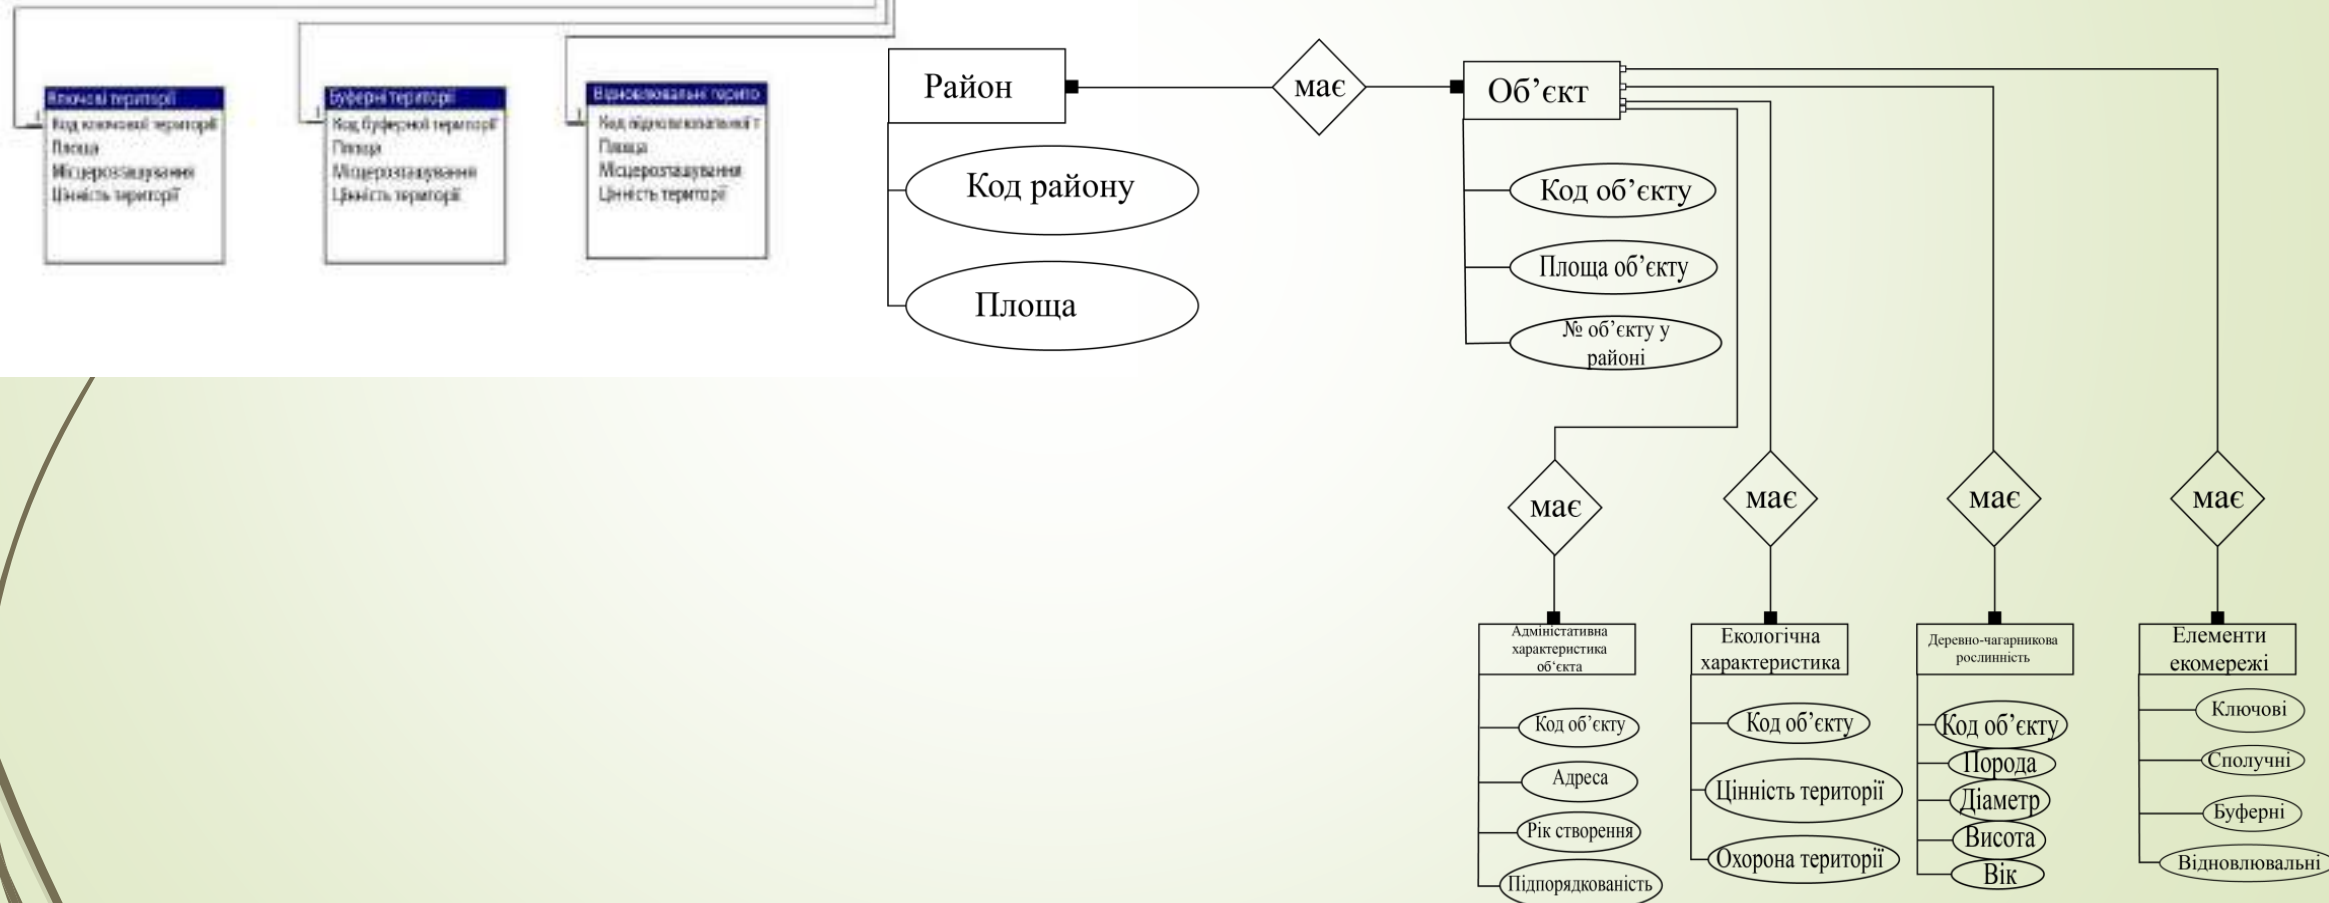 Ключові території
Код ключової території
Площа
Місцерозташування
Цінність території
Буферні території
Код буферної території
Площа
Місцерозташування
Цінність території
Відновлювальні терито
Код відновлювальної т
Площа
Місцерозташування
Цінність території
Район
має
Об’єкт
Код району
Площа
Код об’єкту
Площа об’єкту
№ об’єкту у
районі
має
має
має
має
Адміністативна
характеристика
об‘єкта
Код об’єкту
Адреса
Рік створення
Підпорядкованість
Екологічна
характеристика
Код об’єкту
Цінність території
Охорона території
Деревно-чагарникова
рослинність
Код об’єкту
Порода
Діаметр
Висота
Вік
Елементи
екомережі
Ключові
Сполучні
Буферні
Відновлювальні